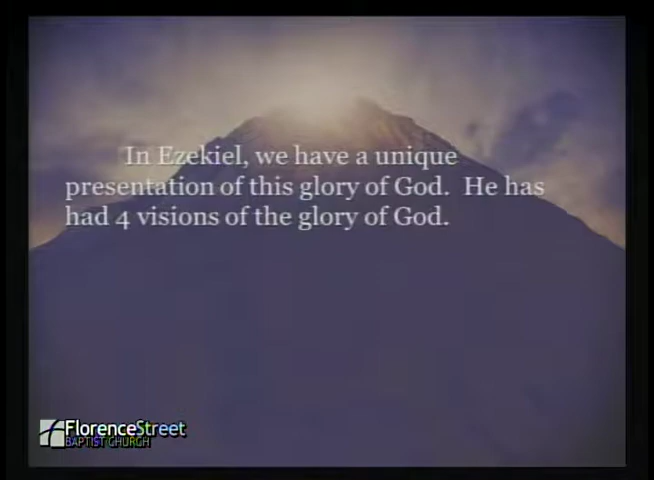 In Ezekiel, we have a unique
presentation of this glory of God.  He has
had 4 visions of the glory of God.
FlorenceStreet
BAPTIST CHURCH